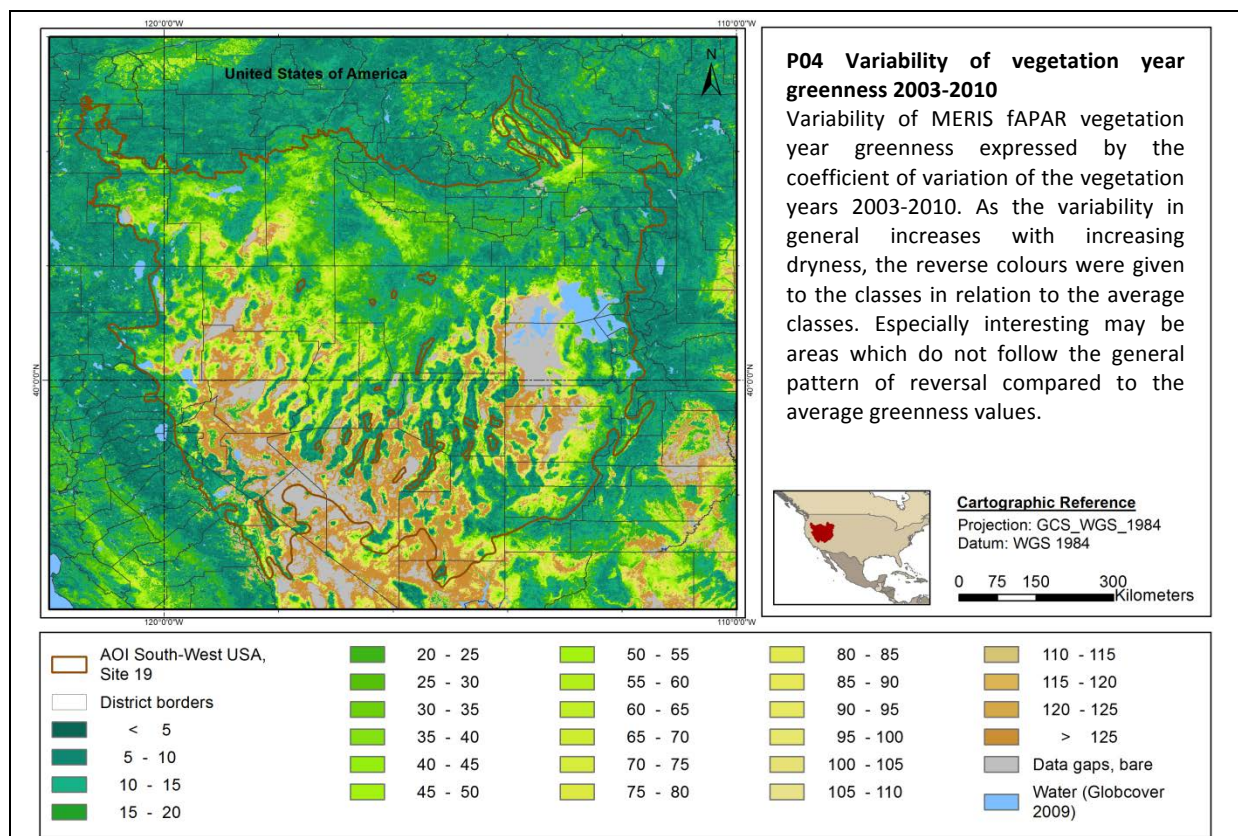 120°0'0"W
110°0'0"W
United States of America
N
40°0'0"N
40°0'0"N
120°0'0"W
110°0'0"W
P04 Variability of vegetation year
greenness 2003-2010
Variability of MERIS fAPAR vegetation
year greenness expressed by the
coefficient of variation of the vegetation
years 2003-2010. As the variability in
general increases with increasing
dryness, the reverse colours were given
to the classes in relation to the average
classes. Especially interesting may be
areas which do not follow the general
pattern of reversal compared to the
average greenness values.
Cartographic Reference
Projection: GCS_WGS_1984
Datum: WGS 1984
0 75 150 300
Kilometers
AOI South-West USA,
Site 19
District borders
< 5
5 - 10
10 - 15
15 - 20
20 - 25
25 - 30
30 - 35
35 - 40
40 - 45
45 - 50
50 - 55
55 - 60
60 - 65
65 - 70
70 - 75
75 - 80
80 - 85
85 - 90
90 - 95
95 - 100
100 - 105
105 - 110
110 - 115
115 - 120
120 - 125
> 125
Data gaps, bare
Water (Globcover
2009)